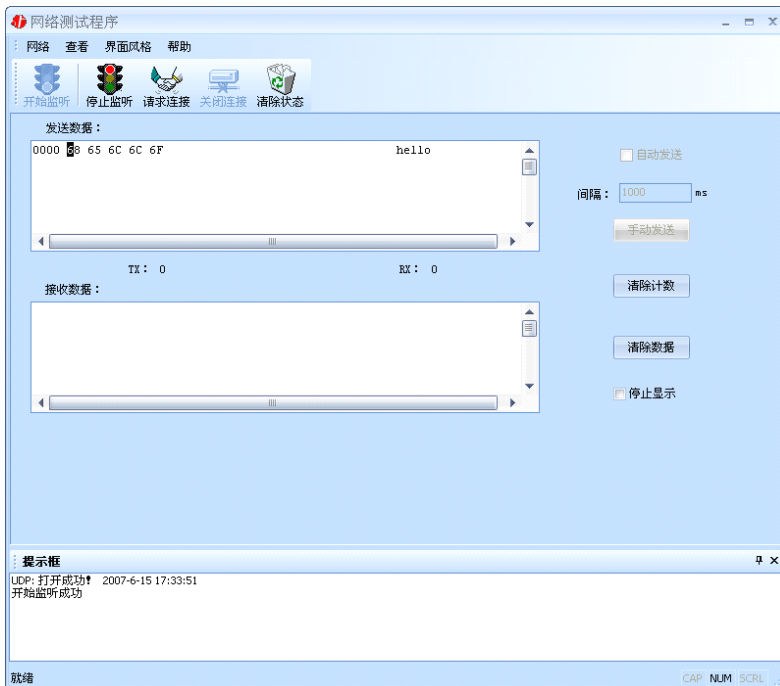 网络测试程序
网络 查看 界面风格 帮助
开始监听 停止监听 请求连接 关闭连接 清除状态
发送数据：
0000 68 65 6C 6C 6F hello
自动发送
间隔： 1000 ms
手动发送
TX： 0 RX： 0
清除计数
接收数据：
清除数据
停止显示
提示框
UDP: 打开成功！ 2007-6-15 17:33:51
开始监听成功
就绪 CAP NUM SCRL